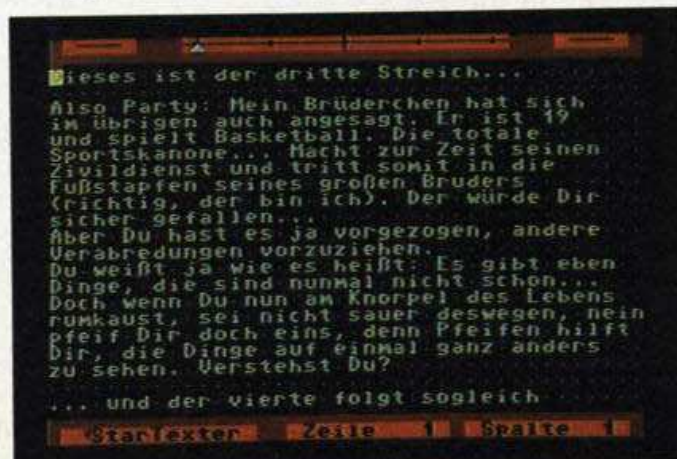 Dieses ist der dritte Streich...
Also Party: Mein Brüderchen hat sich
im übrigen auch angesagt. Er ist 19
und spielt Basketball. Die totale
Sportskanone... Macht zur Zeit seinen
Zivildienst und tritt somit in die
Fußstapfen seines großen Bruders
(richtig, der bin ich). Der würde Dir
sicher gefallen...
Aber Du hast es ja vorgezogen, andere
Verabredungen vorzuziehen.
Du weißt ja wie es heißt: Es gibt eben
Dinge, die sind nunmal nicht schön...
Doch wenn Du nun am Knorpel des Lebens
rumkaust, sei nicht sauer deswegen, nein
pfeif Dir doch eins, denn Pfeifen hilft
Dir, die Dinge auf einmal ganz anders
zu sehen. Verstehst Du?
... und der vierte folgt sogleich
StarTexter Zeile 1 Spalte 1